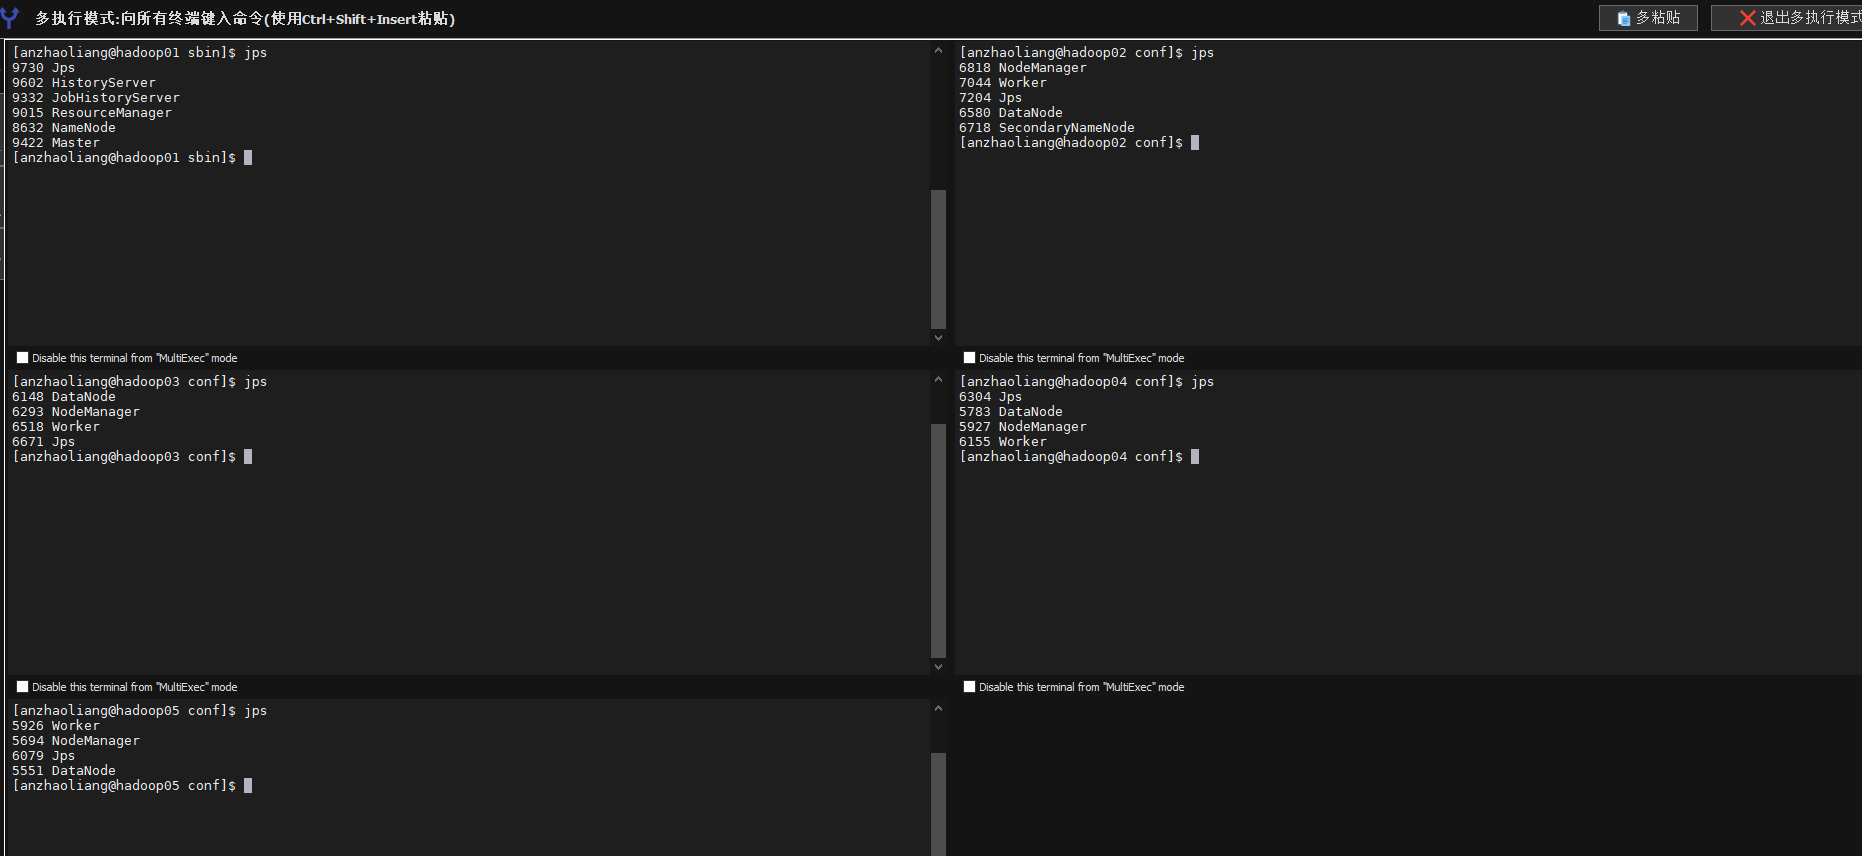 多执行模式:向所有终端键入命令(使用Ctrl+Shift+Insert粘贴)
多粘贴
退出多执行模式
[anzhaoliang@hadoop01 sbin]$ jps
9730 Jps
9602 HistoryServer
9332 JobHistoryServer
9015 ResourceManager
8632 NameNode
9422 Master
[anzhaoliang@hadoop01 sbin]$
[anzhaoliang@hadoop02 conf]$ jps
6818 NodeManager
7044 Worker
7204 Jps
6580 DataNode
6718 SecondaryNameNode
[anzhaoliang@hadoop02 conf]$
Disable this terminal from "MultiExec" mode
Disable this terminal from "MultiExec" mode
[anzhaoliang@hadoop03 conf]$ jps
6148 DataNode
6293 NodeManager
6518 Worker
6671 Jps
[anzhaoliang@hadoop03 conf]$
[anzhaoliang@hadoop04 conf]$ jps
6304 Jps
5783 DataNode
5927 NodeManager
6155 Worker
[anzhaoliang@hadoop04 conf]$
Disable this terminal from "MultiExec" mode
Disable this terminal from "MultiExec" mode
[anzhaoliang@hadoop05 conf]$ jps
5926 Worker
5694 NodeManager
6079 Jps
5551 DataNode
[anzhaoliang@hadoop05 conf]$